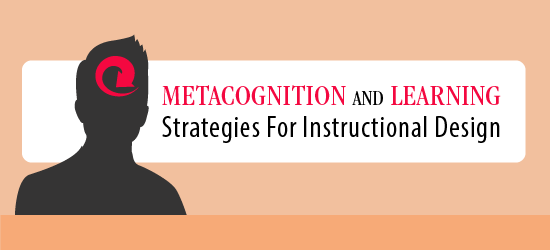 METACOGNITION AND LEARNING
Strategies For Instructional Design